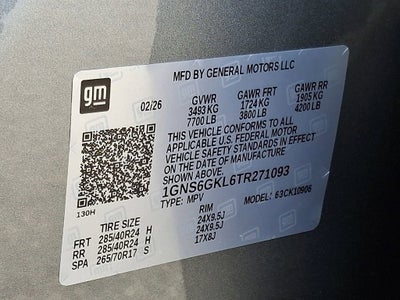 gm
MFD BY GENERAL MOTORS LLC
02/26 GVWR GAWR FRT GAWR RR
3493 KG 1724 KG 1905 KG
7700 LB 3800 LB 4200 LB
THIS VEHICLE CONFORMS TO ALL
APPLICABLE U.S. FEDERAL MOTOR
VEHICLE SAFETY STANDARDS IN EFFECT
ON THE DATE OF MANUFACTURE
SHOWN ABOVE.
1GNS6GKL6TR271093
TYPE: MPV MODEL: 63CK10906
130H
TIRE SIZE RIM
FRT 285/40R24 H 24X9.5J
RR 285/40R24 H 24X9.5J
SPA 265/70R17 S 17X8J